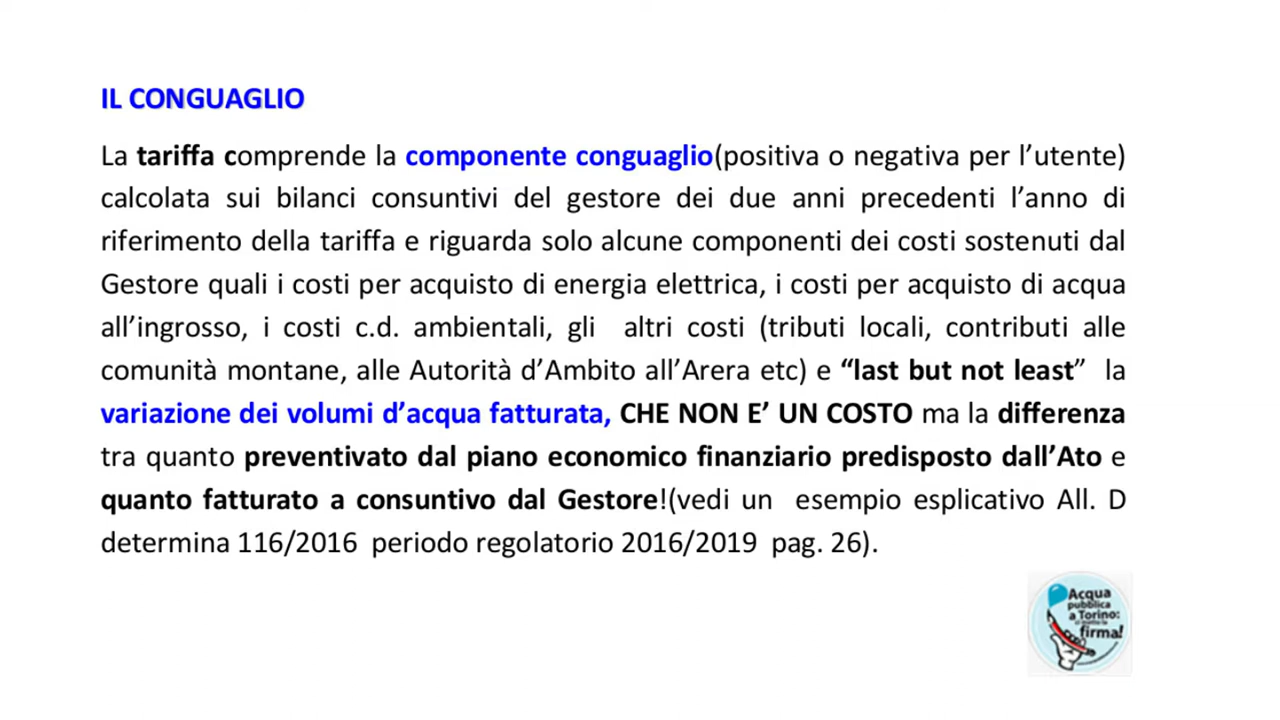 IL CONGUAGLIO
La tariffa comprende la componente conguaglio(positiva o negativa per l’utente)
calcolata sui bilanci consuntivi del gestore dei due anni precedenti l’anno di
riferimento della tariffa e riguarda solo alcune componenti dei costi sostenuti dal
Gestore quali i costi per acquisto di energia elettrica, i costi per acquisto di acqua
all’ingrosso, i costi c.d. ambientali, gli altri costi (tributi locali, contributi alle
comunità montane, alle Autorità d’Ambito all’Arera etc) e “last but not least” la
variazione dei volumi d’acqua fatturata, CHE NON E’ UN COSTO ma la differenza
tra quanto preventivato dal piano economico finanziario predisposto dall’Ato e
quanto fatturato a consuntivo dal Gestore!(vedi un esempio esplicativo All. D
determina 116/2016 periodo regolatorio 2016/2019 pag. 26).
Acqua
pubblica
a Torino:
firma!